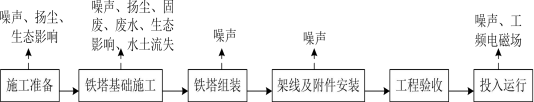 噪声、扬尘、
生态影响
噪声、扬尘、固
废、废水、生态
影响、水土流失
噪声
噪声
噪声、工
频电磁场
施工准备
铁塔基础施工
铁塔组装
架线及附件安装
工程验收
投入运行